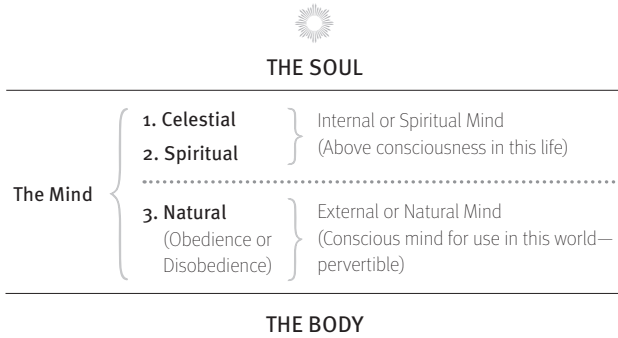 THE SOUL
The Mind
1. Celestial
2. Spiritual
Internal or Spiritual Mind
(Above consciousness in this life)
3. Natural
(Obedience or
Disobedience)
External or Natural Mind
(Conscious mind for use in this world—
pervertible)
THE BODY